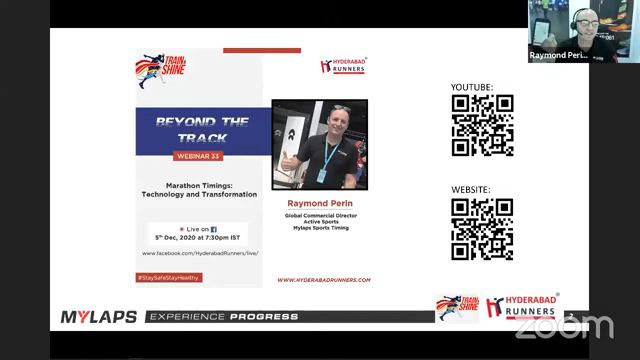 Raymond Peri...
TRAIN
SHINE
HYDERABAD
RUNNERS
BEYOND THE
TRACK
WEBINAR 33
Marathon Timings:
Technology and Transformation
Live on
5th Dec, 2020 at 7:30pm IST
www.facebook.com/HyderabadRunners/live/
#StaySafeStayHealthy
Raymond Perin
Global Commercial Director
Active Sports
Mylaps Sports Timing
WWW.HYDERABADRUNNERS.COM
YOUTUBE:
WEBSITE:
MYLAPS EXPERIENCE PROGRESS
TRAIN
SHINE
HYDERABAD
RUNNERS
2
zoom